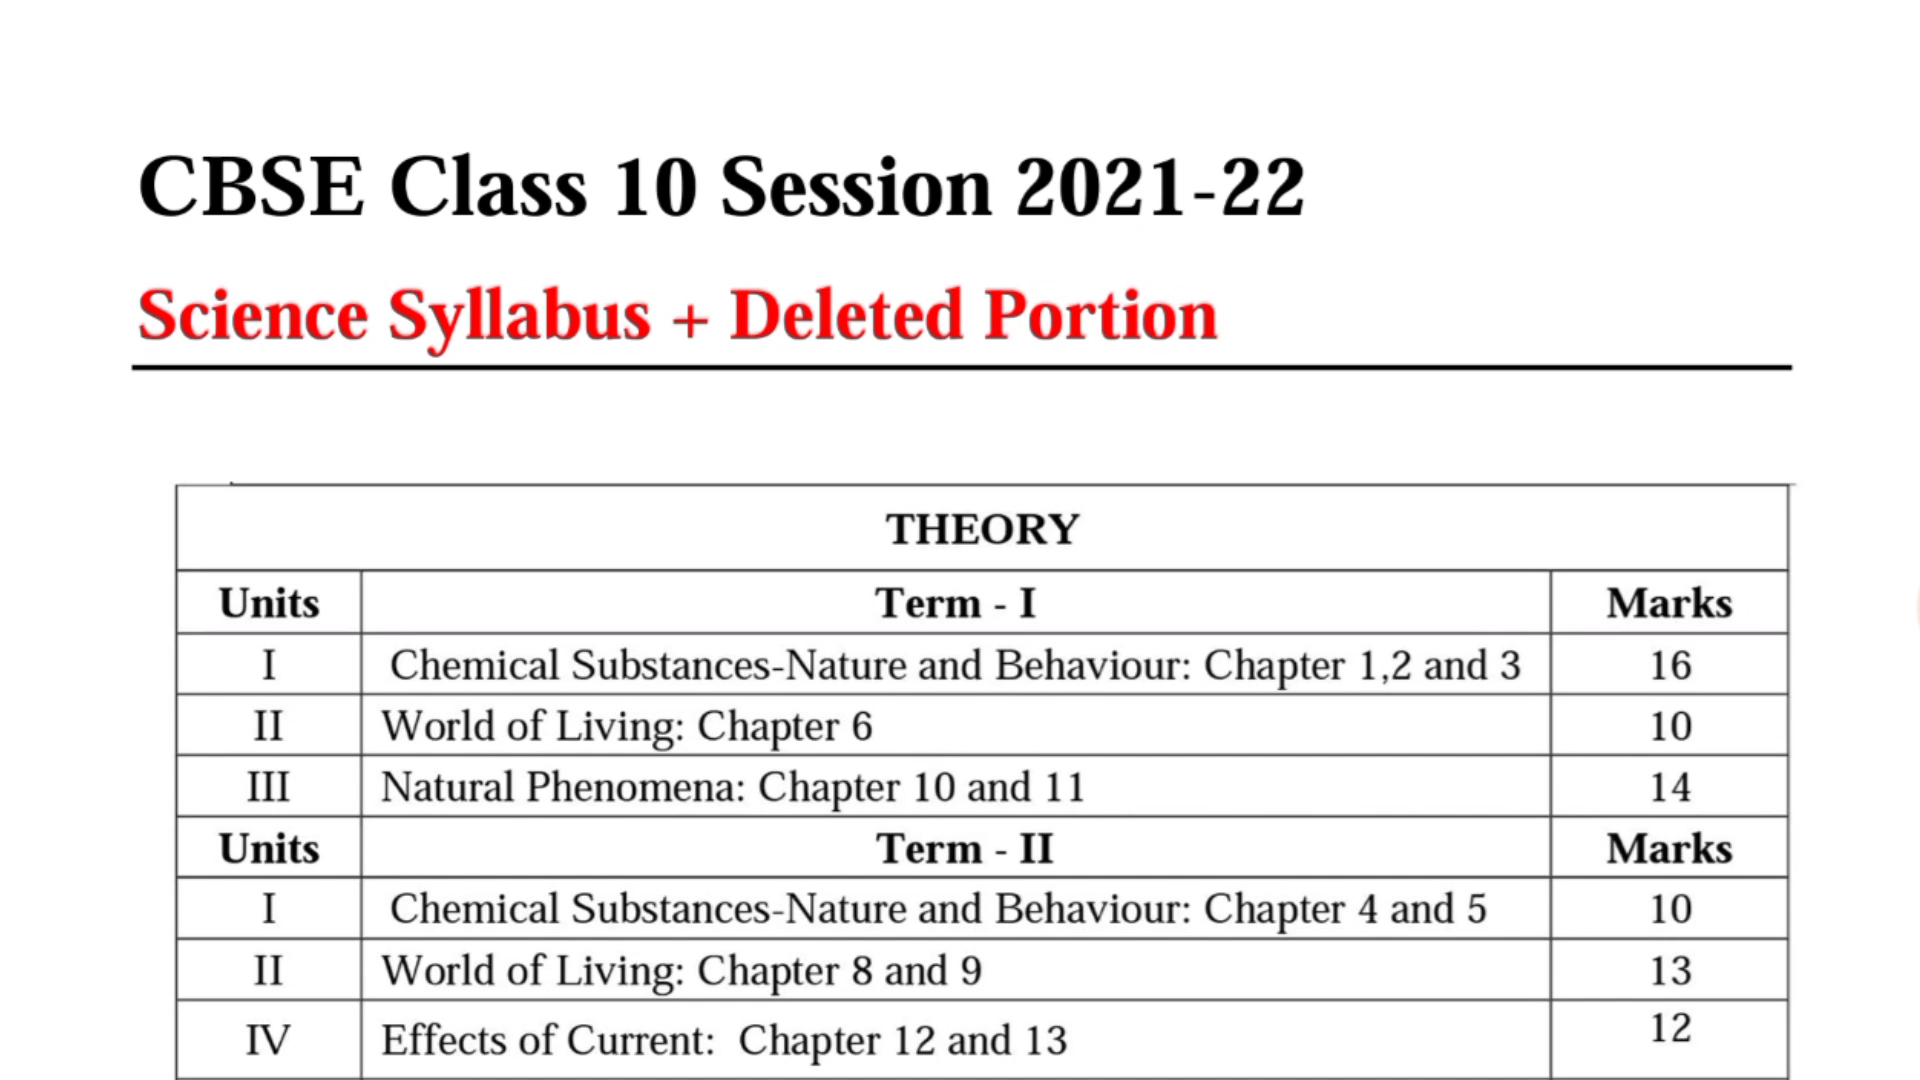 CBSE Class 10 Session 2021-22
Science Syllabus + Deleted Portion
THEORY
Units Term - I Marks
I Chemical Substances-Nature and Behaviour: Chapter 1,2 and 3 16
II World of Living: Chapter 6 10
III Natural Phenomena: Chapter 10 and 11 14
Units Term - II Marks
I Chemical Substances-Nature and Behaviour: Chapter 4 and 5 10
II World of Living: Chapter 8 and 9 13
IV Effects of Current: Chapter 12 and 13 12